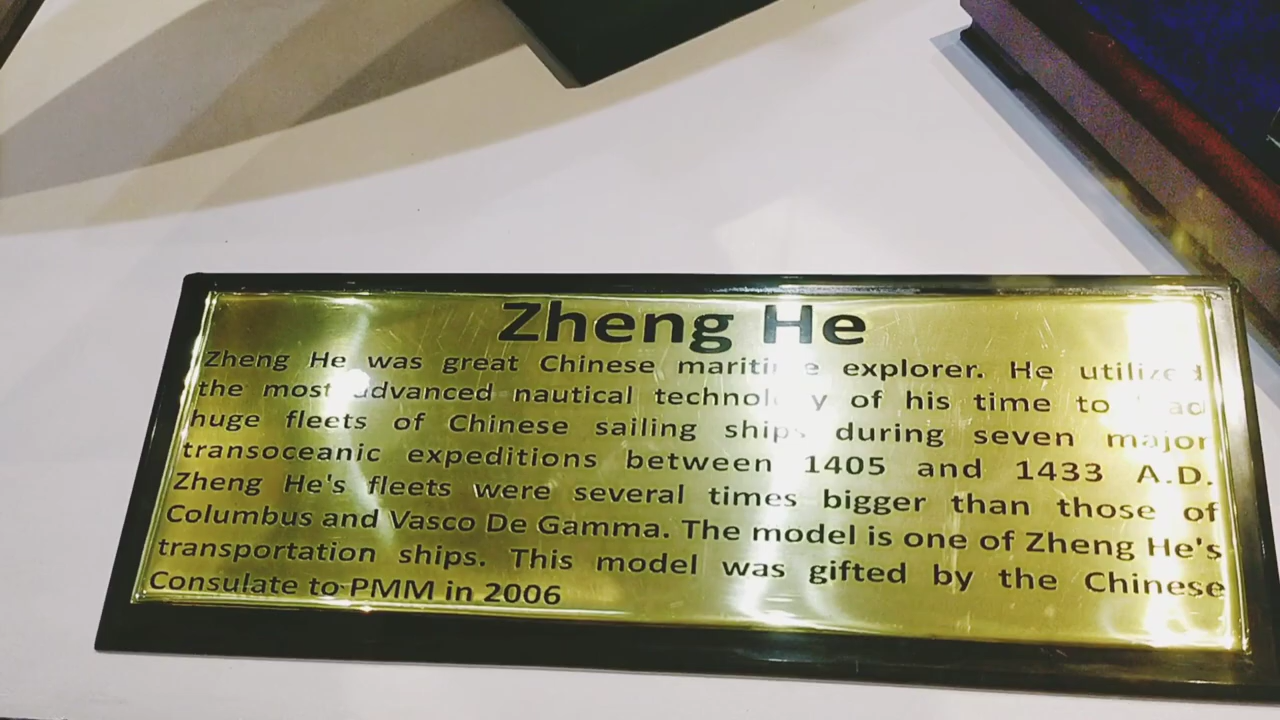 Zheng He
Zheng He was great Chinese maritime explorer. He utilized
the most advanced nautical technology of his time to
huge fleets of Chinese sailing ships during seven major
transoceanic expeditions between 1405 and 1433 A.D.
Zheng He's fleets were several times bigger than those of
Columbus and Vasco De Gamma. The model is one of Zheng He's
transportation ships. This model was gifted by the Chinese
Consulate to PMM in 2006